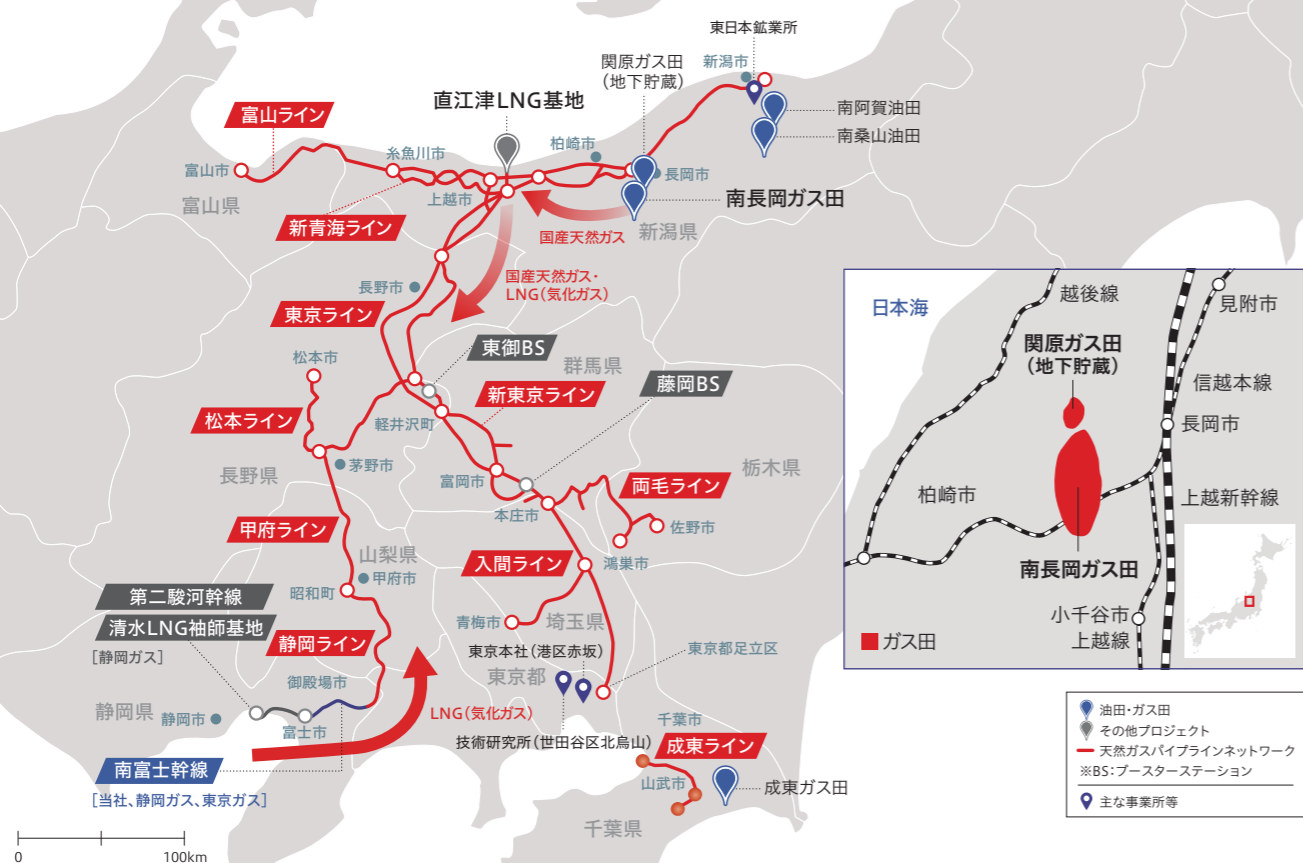 東日本鉱業所
新潟市
関原ガス田
(地下貯蔵)
直江津LNG基地
南阿賀油田
南桑山油田
富山ライン
糸魚川市
柏崎市
富山市
長岡市
富山県
上越市
南長岡ガス田
新青海ライン
国産天然ガス
新潟県
国産天然ガス・
LNG(気化ガス)
長野市
東京ライン
東御BS
群馬県
松本市
藤岡BS
新東京ライン
松本ライン
軽井沢町
長野県
茅野市
富岡市
栃木県
両毛ライン
本庄市
佐野市
甲府ライン
山梨県
入間ライン
鴻巣市
甲府市
昭和町
第二駿河幹線
清水LNG袖師基地
[静岡ガス]
静岡ライン
青梅市
埼玉県
東京本社(港区赤坂)
東京都足立区
東京都
御殿場市
静岡県
静岡市
富士市
LNG(気化ガス)
技術研究所(世田谷区北烏山)
千葉市
成東ライン
南富士幹線
[当社、静岡ガス、東京ガス]
山武市
成東ガス田
千葉県
0
100km
日本海
越後線
見附市
関原ガス田
(地下貯蔵)
信越本線
長岡市
柏崎市
上越新幹線
南長岡ガス田
小千谷市
上越線
ガス田
油田・ガス田
その他プロジェクト
天然ガスパイプラインネットワーク
※BS:ブースターステーション
主な事業所等